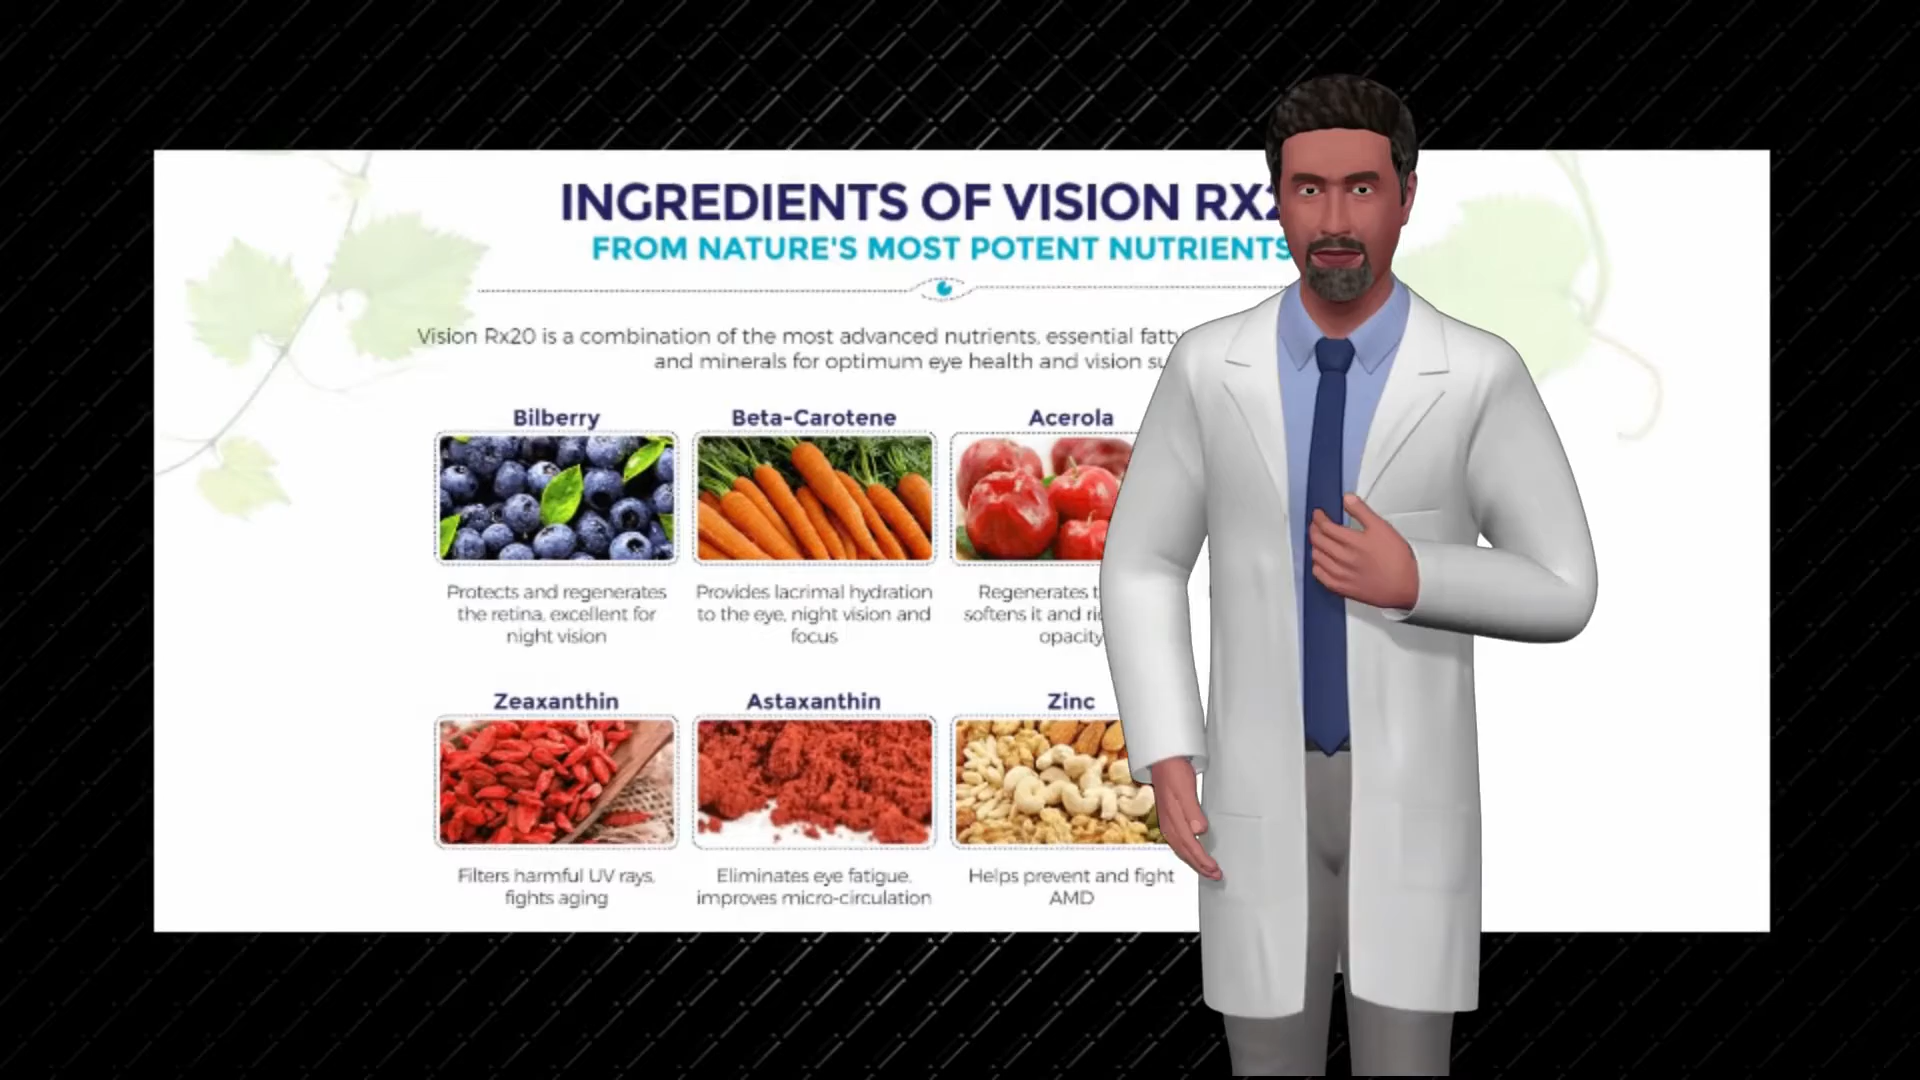 INGREDIENTS OF VISION
FROM NATURE'S MOST POTENT NUTRIENTS
Vision Rx20 is a combination of the most advanced nutrients, essential fatty
and minerals for optimum eye health and vision
Bilberry
Beta-Carotene
Acerola
Protects and regenerates
the retina, excellent for
night vision
Provides lacrimal hydration
to the eye, night vision and
focus
Regenerates
softens it and
opacity
Zeaxanthin
Astaxanthin
Zinc
Filters harmful UV rays,
fights aging
Eliminates eye fatigue,
improves micro-circulation
Helps prevent and fight
AMD